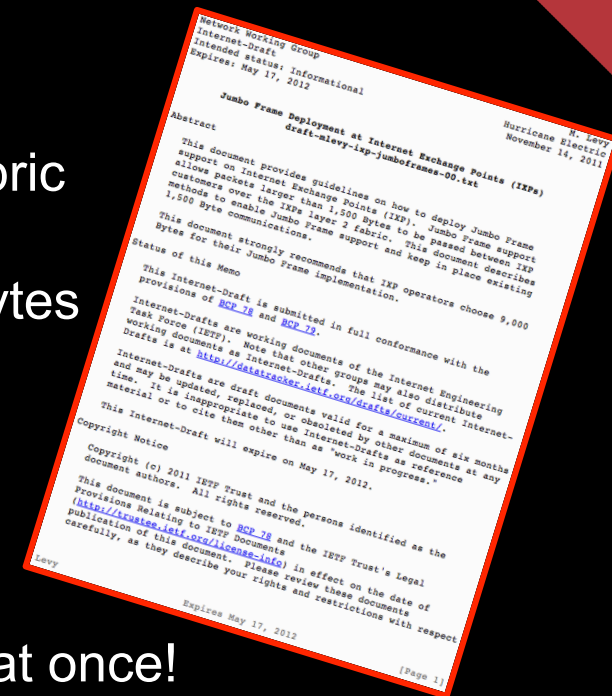 oric
ytes
at once!
Network Working Group
Internet-Draft
Intended status: Informational
Expires: May 17, 2012
M. Levy
Hurricane Electric
November 14, 2011
Jumbo Frame Deployment at Internet Exchange Points (IXPs)
draft-mlevy-ixp-jumboframes-00.txt
Abstract
This document provides guidelines on how to deploy Jumbo Frame
support on Internet Exchange Points (IXP).  Jumbo Frame support
allows packets larger than 1,500 Bytes to be passed between IXP
customers over the IXPs layer 2 fabric.  This document describes
methods to enable Jumbo Frame support and keep in place existing
1,500 Byte communications.
This document strongly recommends that IXP operators choose 9,000
Bytes for their Jumbo Frame implementation.
Status of this Memo
This Internet-Draft is submitted in full conformance with the
provisions of BCP 78 and BCP 79.
Internet-Drafts are working documents of the Internet Engineering
Task Force (IETF).  Note that other groups may also distribute
working documents as Internet-Drafts.  The list of current Internet-
Drafts is at http://datatracker.ietf.org/drafts/current/.
Internet-Drafts are draft documents valid for a maximum of six months
and may be updated, replaced, or obsoleted by other documents at any
time.  It is inappropriate to use Internet-Drafts as reference
material or to cite them other than as "work in progress."
This Internet-Draft will expire on May 17, 2012.
Copyright Notice
Copyright (c) 2011 IETF Trust and the persons identified as the
document authors.  All rights reserved.
This document is subject to BCP 78 and the IETF Trust's Legal
Provisions Relating to IETF Documents
(http://trustee.ietf.org/license-info) in effect on the date of
publication of this document.  Please review these documents
carefully, as they describe your rights and restrictions with respect
Levy
Expires May 17, 2012
[Page 1]